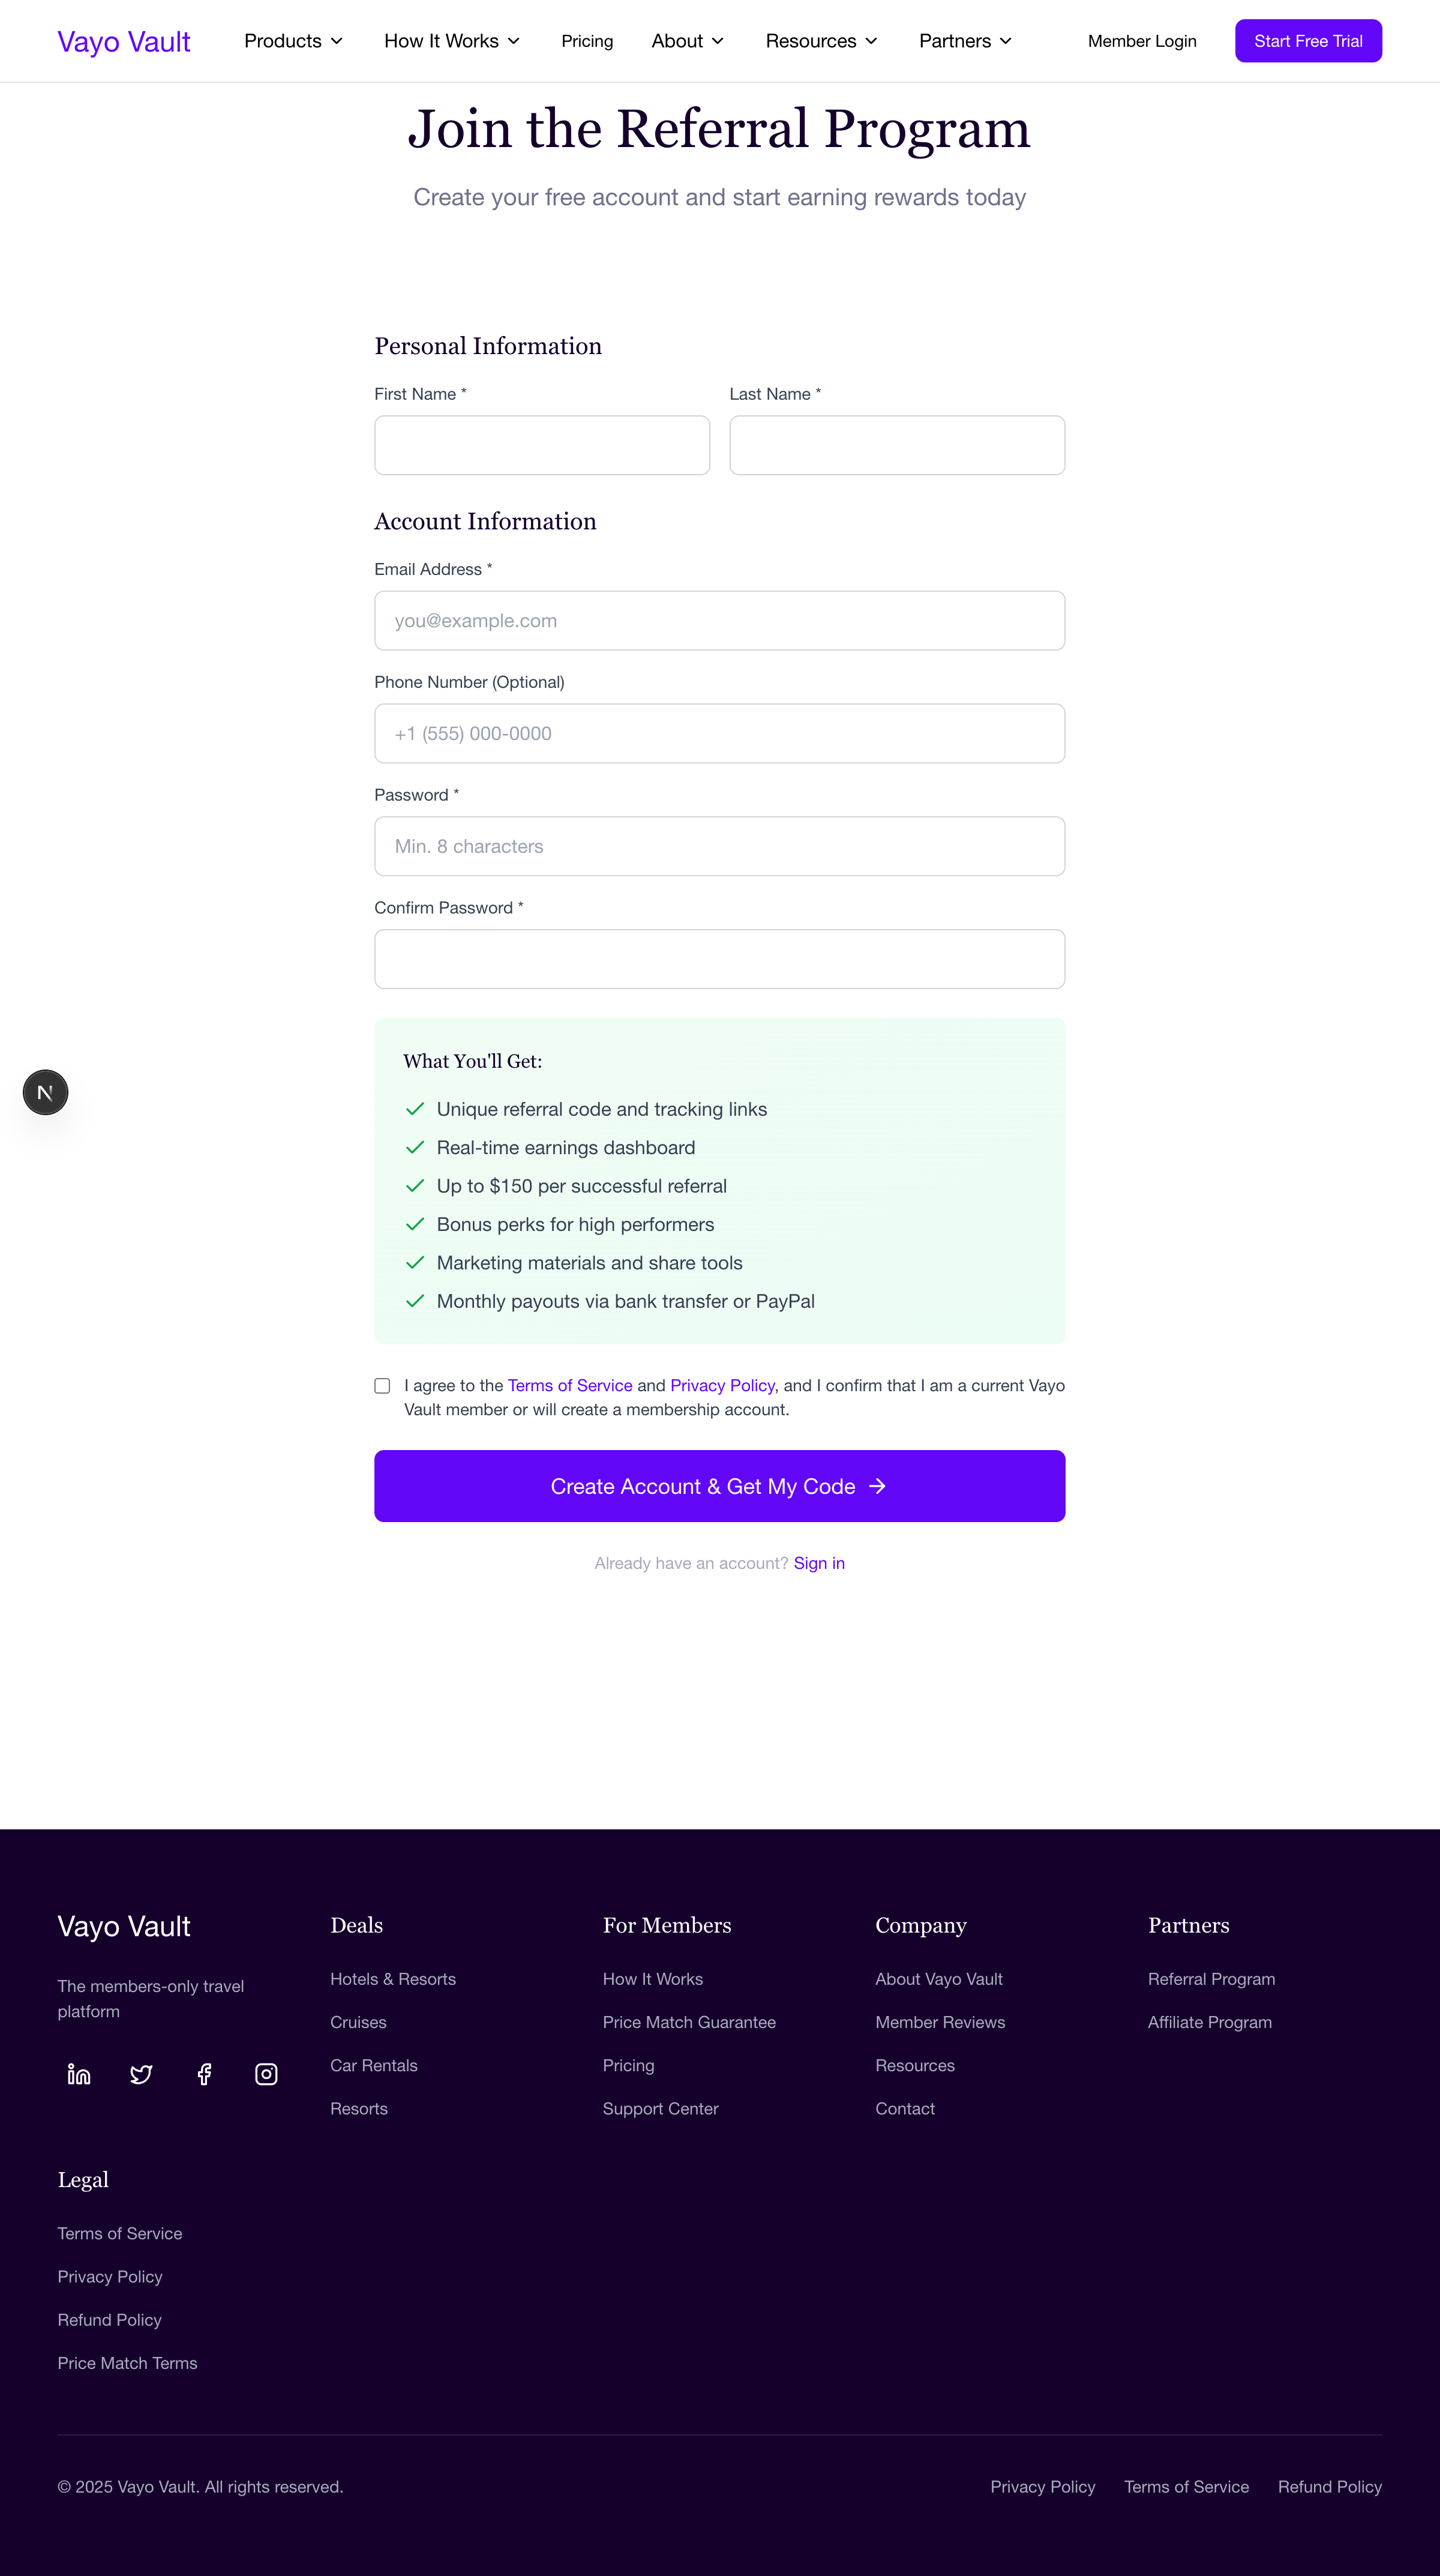 Vayo Vault
Products
How It Works
Pricing
About
Resources
Partners
Member Login
Start Free Trial
Join the Referral Program
Create your free account and start earning rewards today
Personal Information
First Name *
Last Name *
Account Information
Email Address *
you@example.com
Phone Number (Optional)
+1 (555) 000-0000
Password *
Min. 8 characters
Confirm Password *
What You'll Get:
Unique referral code and tracking links
Real-time earnings dashboard
Up to $150 per successful referral
Bonus perks for high performers
Marketing materials and share tools
Monthly payouts via bank transfer or PayPal
N
I agree to the Terms of Service and Privacy Policy, and I confirm that I am a current Vayo
Vault member or will create a membership account.
Create Account & Get My Code
Already have an account? Sign in
Vayo Vault
The members-only travel
platform
Deals
Hotels & Resorts
Cruises
Car Rentals
Resorts
For Members
How It Works
Price Match Guarantee
Pricing
Support Center
Company
About Vayo Vault
Member Reviews
Resources
Contact
Partners
Referral Program
Affiliate Program
Legal
Terms of Service
Privacy Policy
Refund Policy
Price Match Terms
© 2025 Vayo Vault. All rights reserved.
Privacy Policy
Terms of Service
Refund Policy